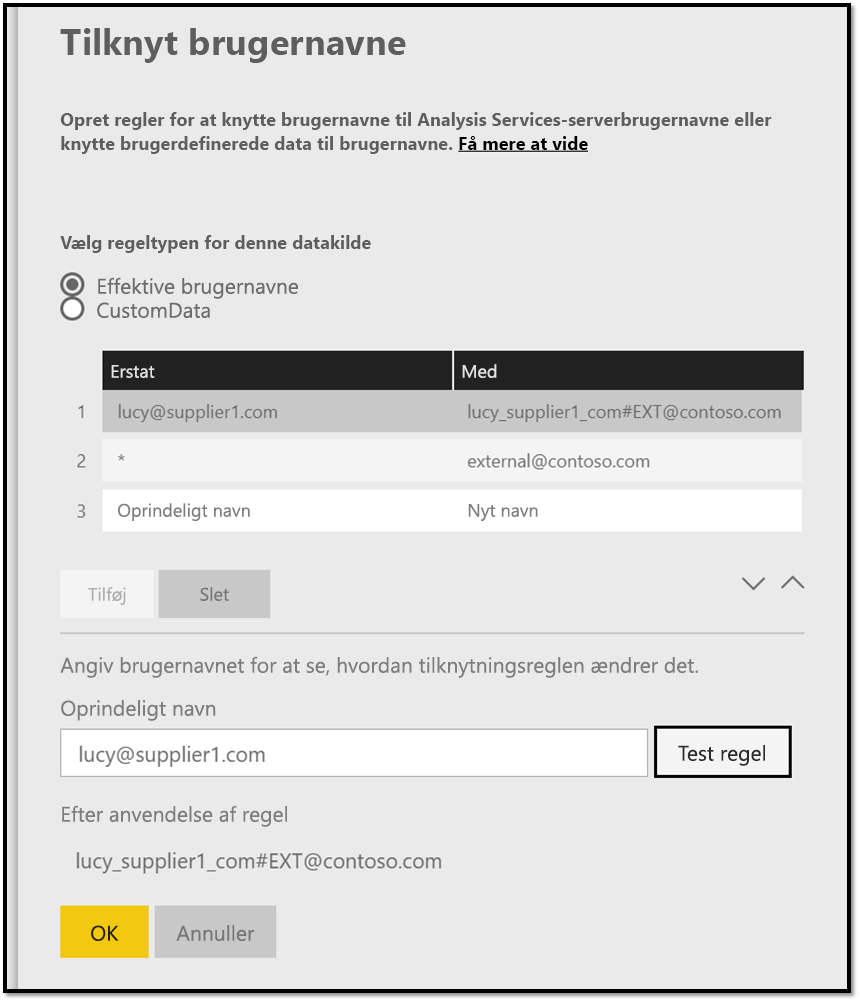 Tilknyt brugernavne
Opret regler for at knytte brugernavne til Analysis Services-serverbrugernavne eller
knytte brugerdefinerede data til brugernavne. Få mere at vide
Vælg regeltypen for denne datakilde
Effektive brugernavne
CustomData
Erstat Med
1 lucy@supplier1.com lucy_supplier1_com#EXT@contoso.com
2 * external@contoso.com
3 Oprindeligt navn Nyt navn
Tilføj Slet
Angiv brugernavnet for at se, hvordan tilknytningsreglen ændrer det.
Oprindeligt navn
lucy@supplier1.com Test regel
Efter anvendelse af regel
lucy_supplier1_com#EXT@contoso.com
OK Annuller